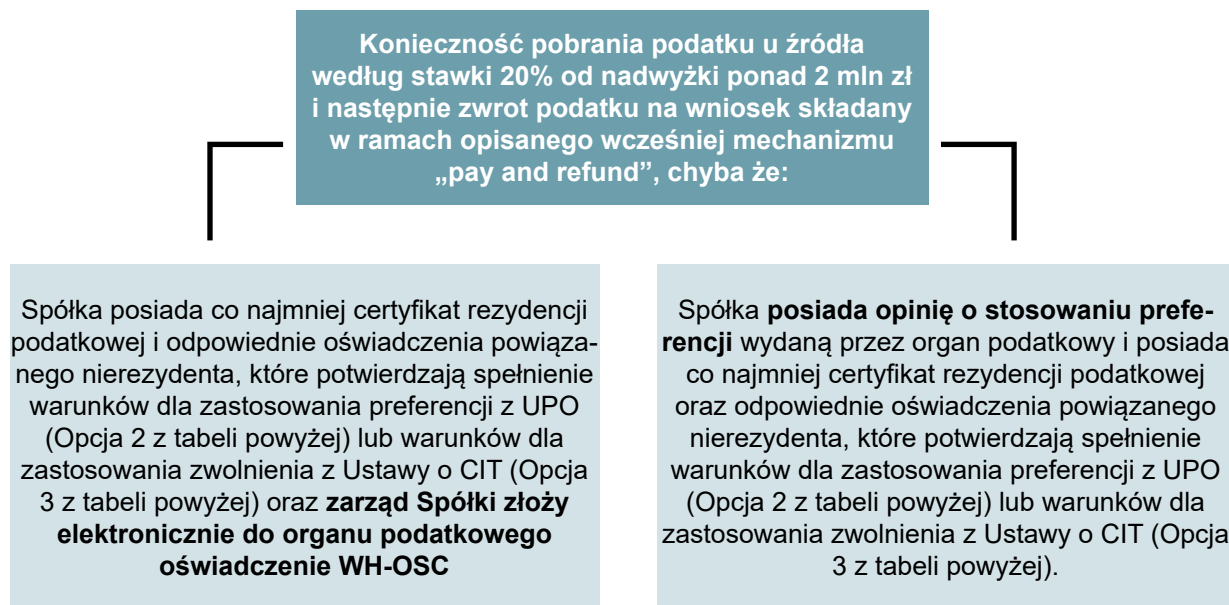 Konieczność pobrania podatku u źródła
według stawki 20% od nadwyżki ponad 2 mln zł
i następnie zwrot podatku na wniosek składany
w ramach opisanego wcześniej mechanizmu
„pay and refund”, chyba że:
Spółka posiada co najmniej certyfikat rezydencji
podatkowej i odpowiednie oświadczenia powiąza-
nego nierezydenta, które potwierdzają spełnienie
warunków dla zastosowania preferencji z UPO
(Opcja 2 z tabeli powyżej) lub warunków dla
zastosowania zwolnienia z Ustawy o CIT (Opcja
3 z tabeli powyżej) oraz zarząd Spółki złoży
elektronicznie do organu podatkowego
oświadczenie WH-OSC
Spółka posiada opinię o stosowaniu prefe-
rencji wydaną przez organ podatkowy i posiada
co najmniej certyfikat rezydencji podatkowej
oraz odpowiednie oświadczenia powiązanego
nierezydenta, które potwierdzają spełnienie
warunków dla zastosowania preferencji z UPO
(Opcja 2 z tabeli powyżej) lub warunków dla
zastosowania zwolnienia z Ustawy o CIT (Opcja
3 z tabeli powyżej).